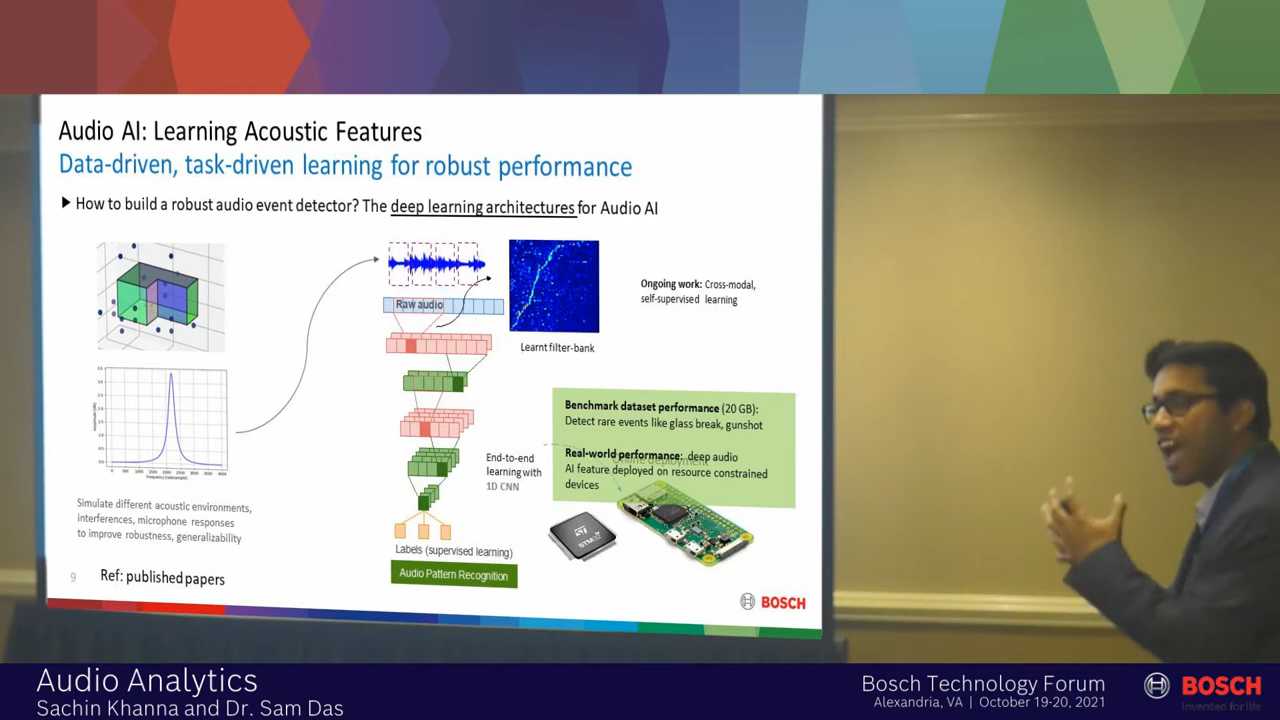 Audio AI: Learning Acoustic Features
Data-driven, task-driven learning for robust performance
How to build a robust audio event detector? The deep learning architectures for Audio AI
Raw audio
Learnt filter-bank
Ongoing work: Cross-modal,
self-supervised learning
Benchmark dataset performance (20 GB):
Detect rare events like glass break, gunshot
Real-world performance: deep audio
AI feature deployed on resource constrained
devices
Online deployment
End-to-end
learning with
1D CNN
Simulate different acoustic environments,
interferences, microphone responses
to improve robustness, generalizability
Labels (supervised learning)
Audio Pattern Recognition
9
Ref: published papers
BOSCH
Audio Analytics
Sachin Khanna and Dr. Sam Das
Bosch Technology Forum
Alexandria, VA | October 19-20, 2021
BOSCH
Invented for life